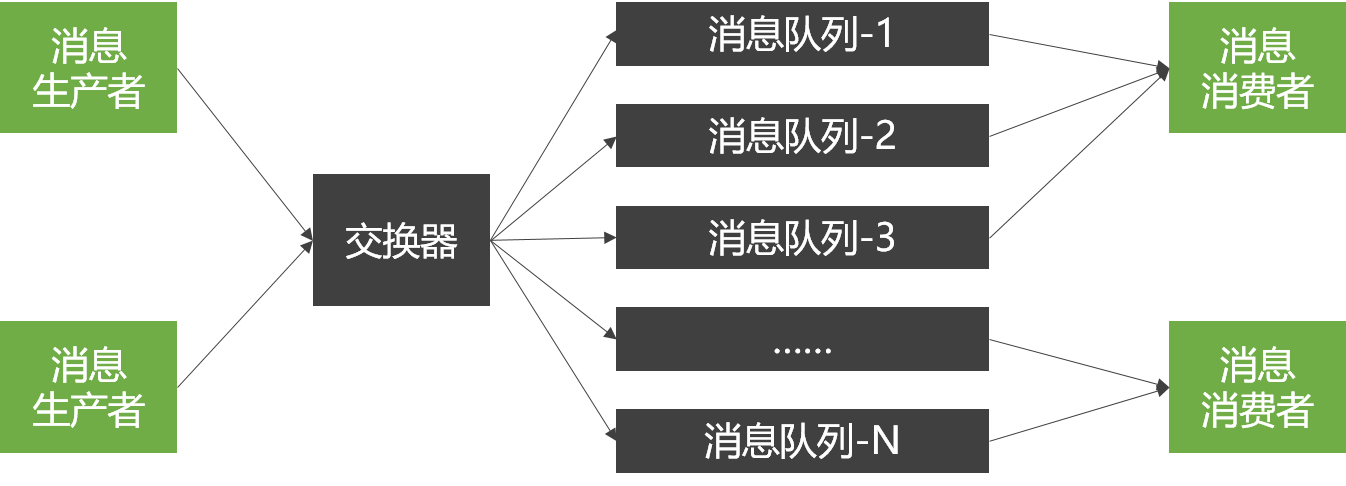 消息
生产者
消息
生产者
交换器
消息队列-1
消息队列-2
消息队列-3
······
消息队列-N
消息
消费者
消息
消费者